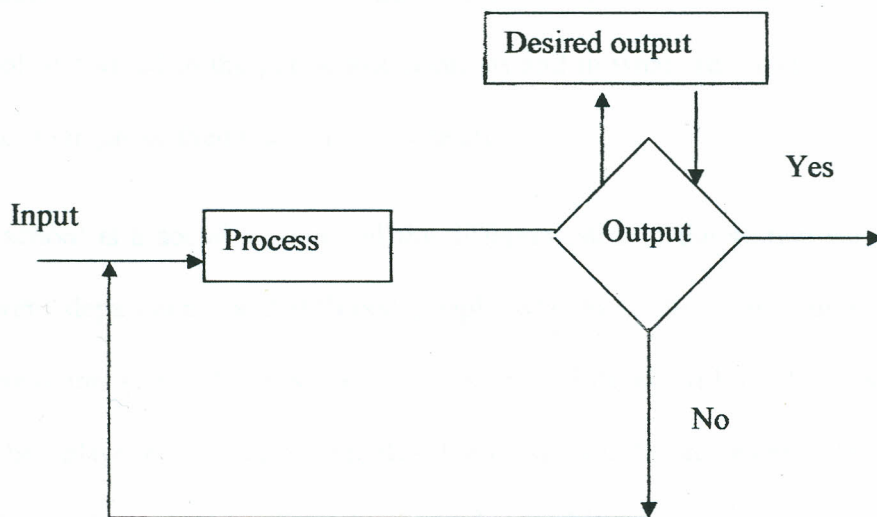 Desired output
Yes
Input
Process
Output
No